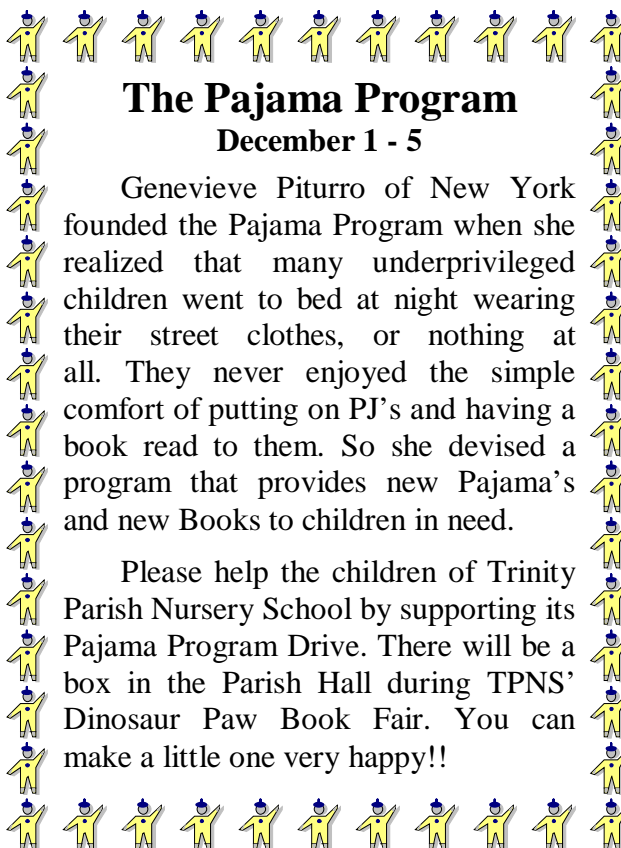 The Pajama Program
December 1 - 5
Genevieve Piturro of New York
founded the Pajama Program when she
realized that many underprivileged
children went to bed at night wearing
their street clothes, or nothing at
all. They never enjoyed the simple
comfort of putting on PJ's and having a
book read to them. So she devised a
program that provides new Pajama's
and new Books to children in need.
Please help the children of Trinity
Parish Nursery School by supporting its
Pajama Program Drive. There will be a
box in the Parish Hall during TPNS’
Dinosaur Paw Book Fair. You can
make a little one very happy!!